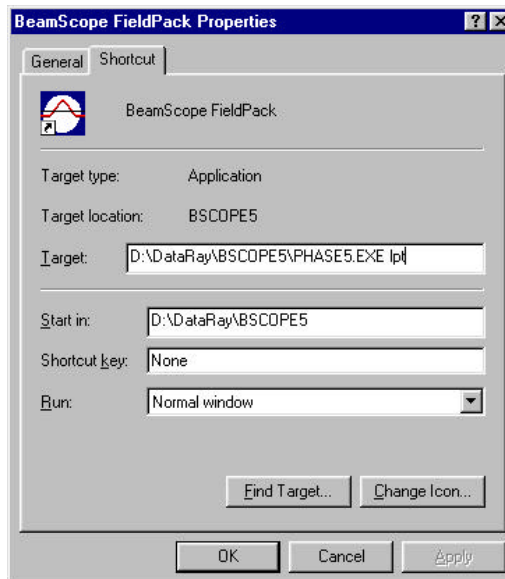 BeamScope FieldPack Properties
General Shortcut
BeamScope FieldPack
Target type: Application
Target location: BSCOPE5
Target: D:\DataRay\BSCOPE5\PHASE5.EXE lpt
Start in: D:\DataRay\BSCOPE5
Shortcut key: None
Run: Normal window
Find Target... Change Icon...
OK Cancel Apply